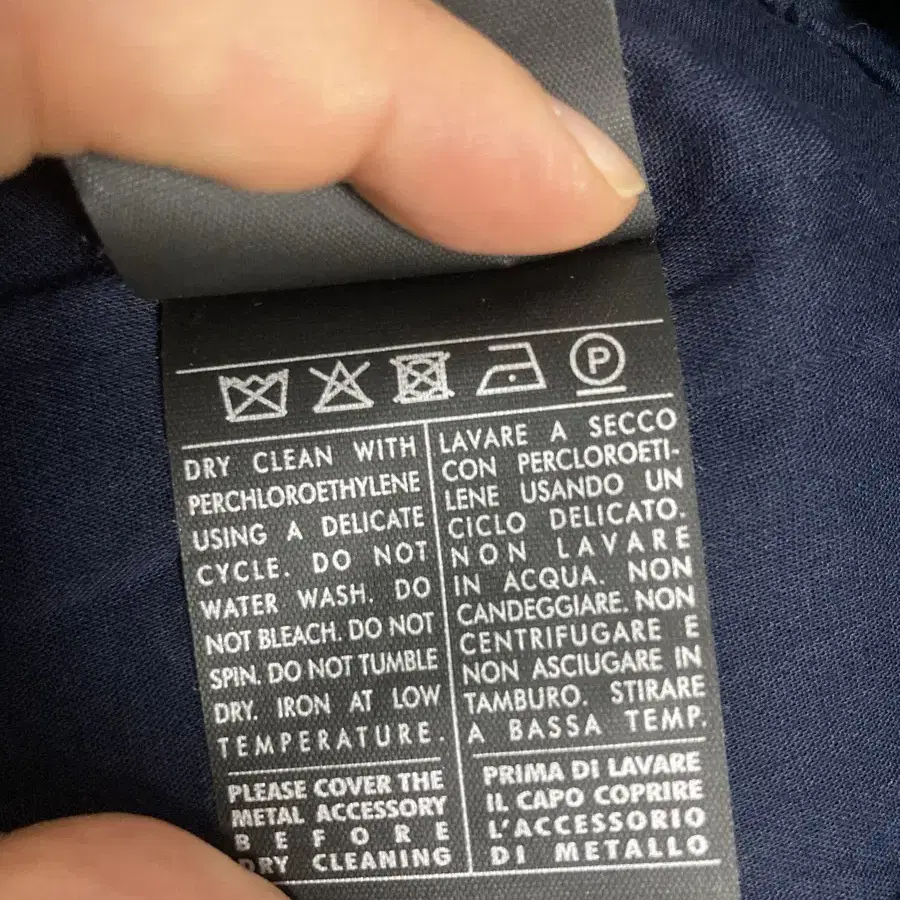 P
DRY CLEAN WITH
PERCHLOROETHYLENE
USING A DELICATE
CYCLE. DO NOT
WATER WASH. DO
NOT BLEACH. DO NOT
SPIN. DO NOT TUMBLE
DRY. IRON AT LOW
TEMPERATURE.
PLEASE COVER THE
METAL ACCESSORY
BEFORE
DRY CLEANING
LAVARE A SECCO
CON PERCLOROETI-
LENE USANDO UN
CICLO DELICATO.
NON LAVARE
IN ACQUA. NON
CANDEGGIARE. NON
CENTRIFUGARE E
NON ASCIUGARE IN
TAMBURO. STIRARE
A BASSA TEMP.
PRIMA DI LAVARE
IL CAPO COPRIRE
L'ACCESSORIO
DI METALLO